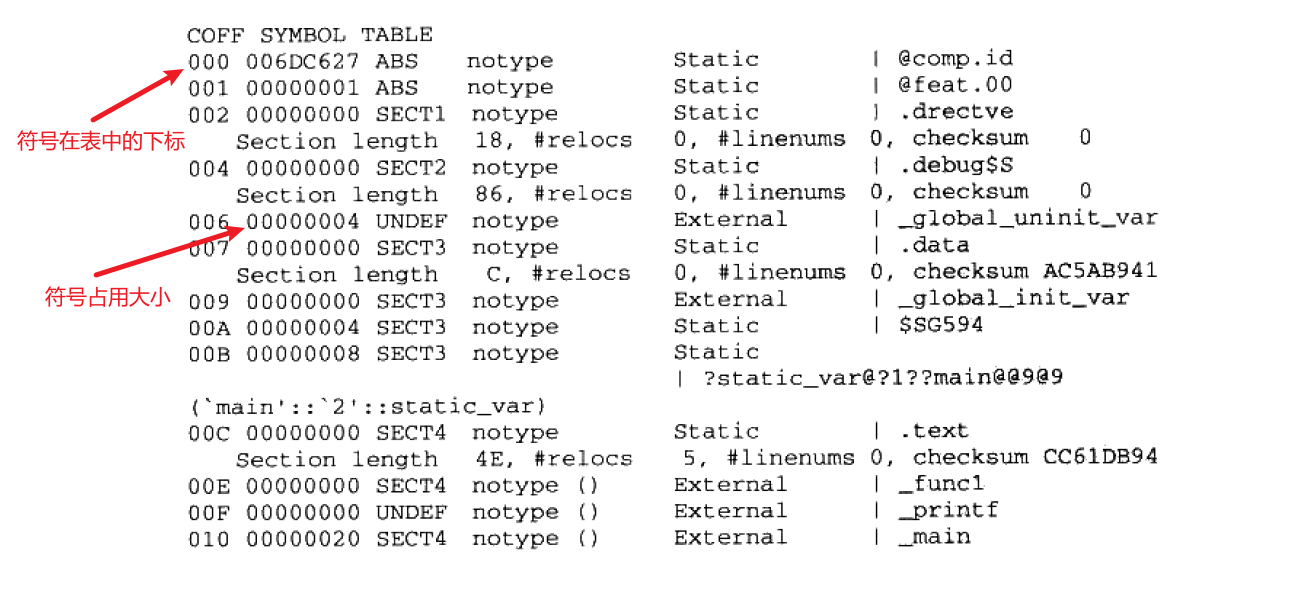 COFF SYMBOL TABLE
000 006DC627 ABS notype Static | @comp.id
001 00000001 ABS notype Static | @feat.00
002 00000000 SECT1 notype Static | .drectve
符号在表中的下标
Section length 18, #relocs 0, #linenums 0, checksum 0
004 00000000 SECT2 notype Static | .debug$S
Section length 86, #relocs 0, #linenums 0, checksum 0
006 00000004 UNDEF notype External | _global_uninit_var
007 00000000 SECT3 notype Static | .data
Section length C, #relocs 0, #linenums 0, checksum AC5AB941
符号占用大小
009 00000000 SECT3 notype External | _global_init_var
00A 00000004 SECT3 notype Static | $SG594
00B 00000008 SECT3 notype Static
| ?static_var@?1??main@@9@9
(`main'::`2'::static_var)
00C 00000000 SECT4 notype Static | .text
Section length 4E, #relocs 5, #linenums 0, checksum CC61DB94
00E 00000000 SECT4 notype () External | _func1
00F 00000000 UNDEF notype () External | _printf
010 00000020 SECT4 notype () External | _main